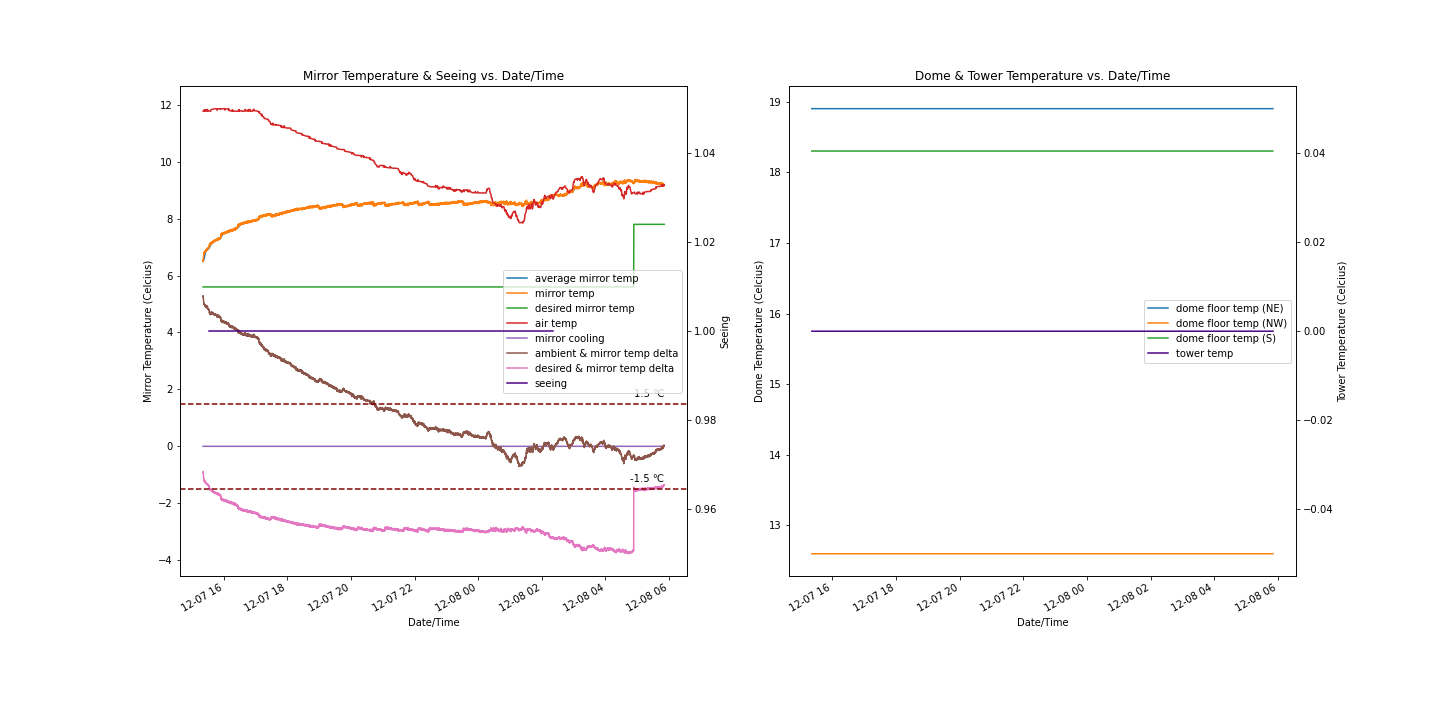 Mirror Temperature & Seeing vs. Date/Time
Mirror Temperature (Celcius)
12
10
8
6
4
2
0
−2
−4
1.04
1.02
1.00
0.98
0.96
Seeing
average mirror temp
mirror temp
desired mirror temp
air temp
mirror cooling
ambient & mirror temp delta
desired & mirror temp delta
seeing
1.5 °C
-1.5 °C
12-07 16
12-07 18
12-07 20
12-07 22
12-08 00
12-08 02
12-08 04
12-08 06
Date/Time
Dome & Tower Temperature vs. Date/Time
Dome Temperature (Celcius)
19
18
17
16
15
14
13
0.04
0.02
0.00
−0.02
−0.04
Tower Temperature (Celcius)
dome floor temp (NE)
dome floor temp (NW)
dome floor temp (S)
tower temp
12-07 16
12-07 18
12-07 20
12-07 22
12-08 00
12-08 02
12-08 04
12-08 06
Date/Time